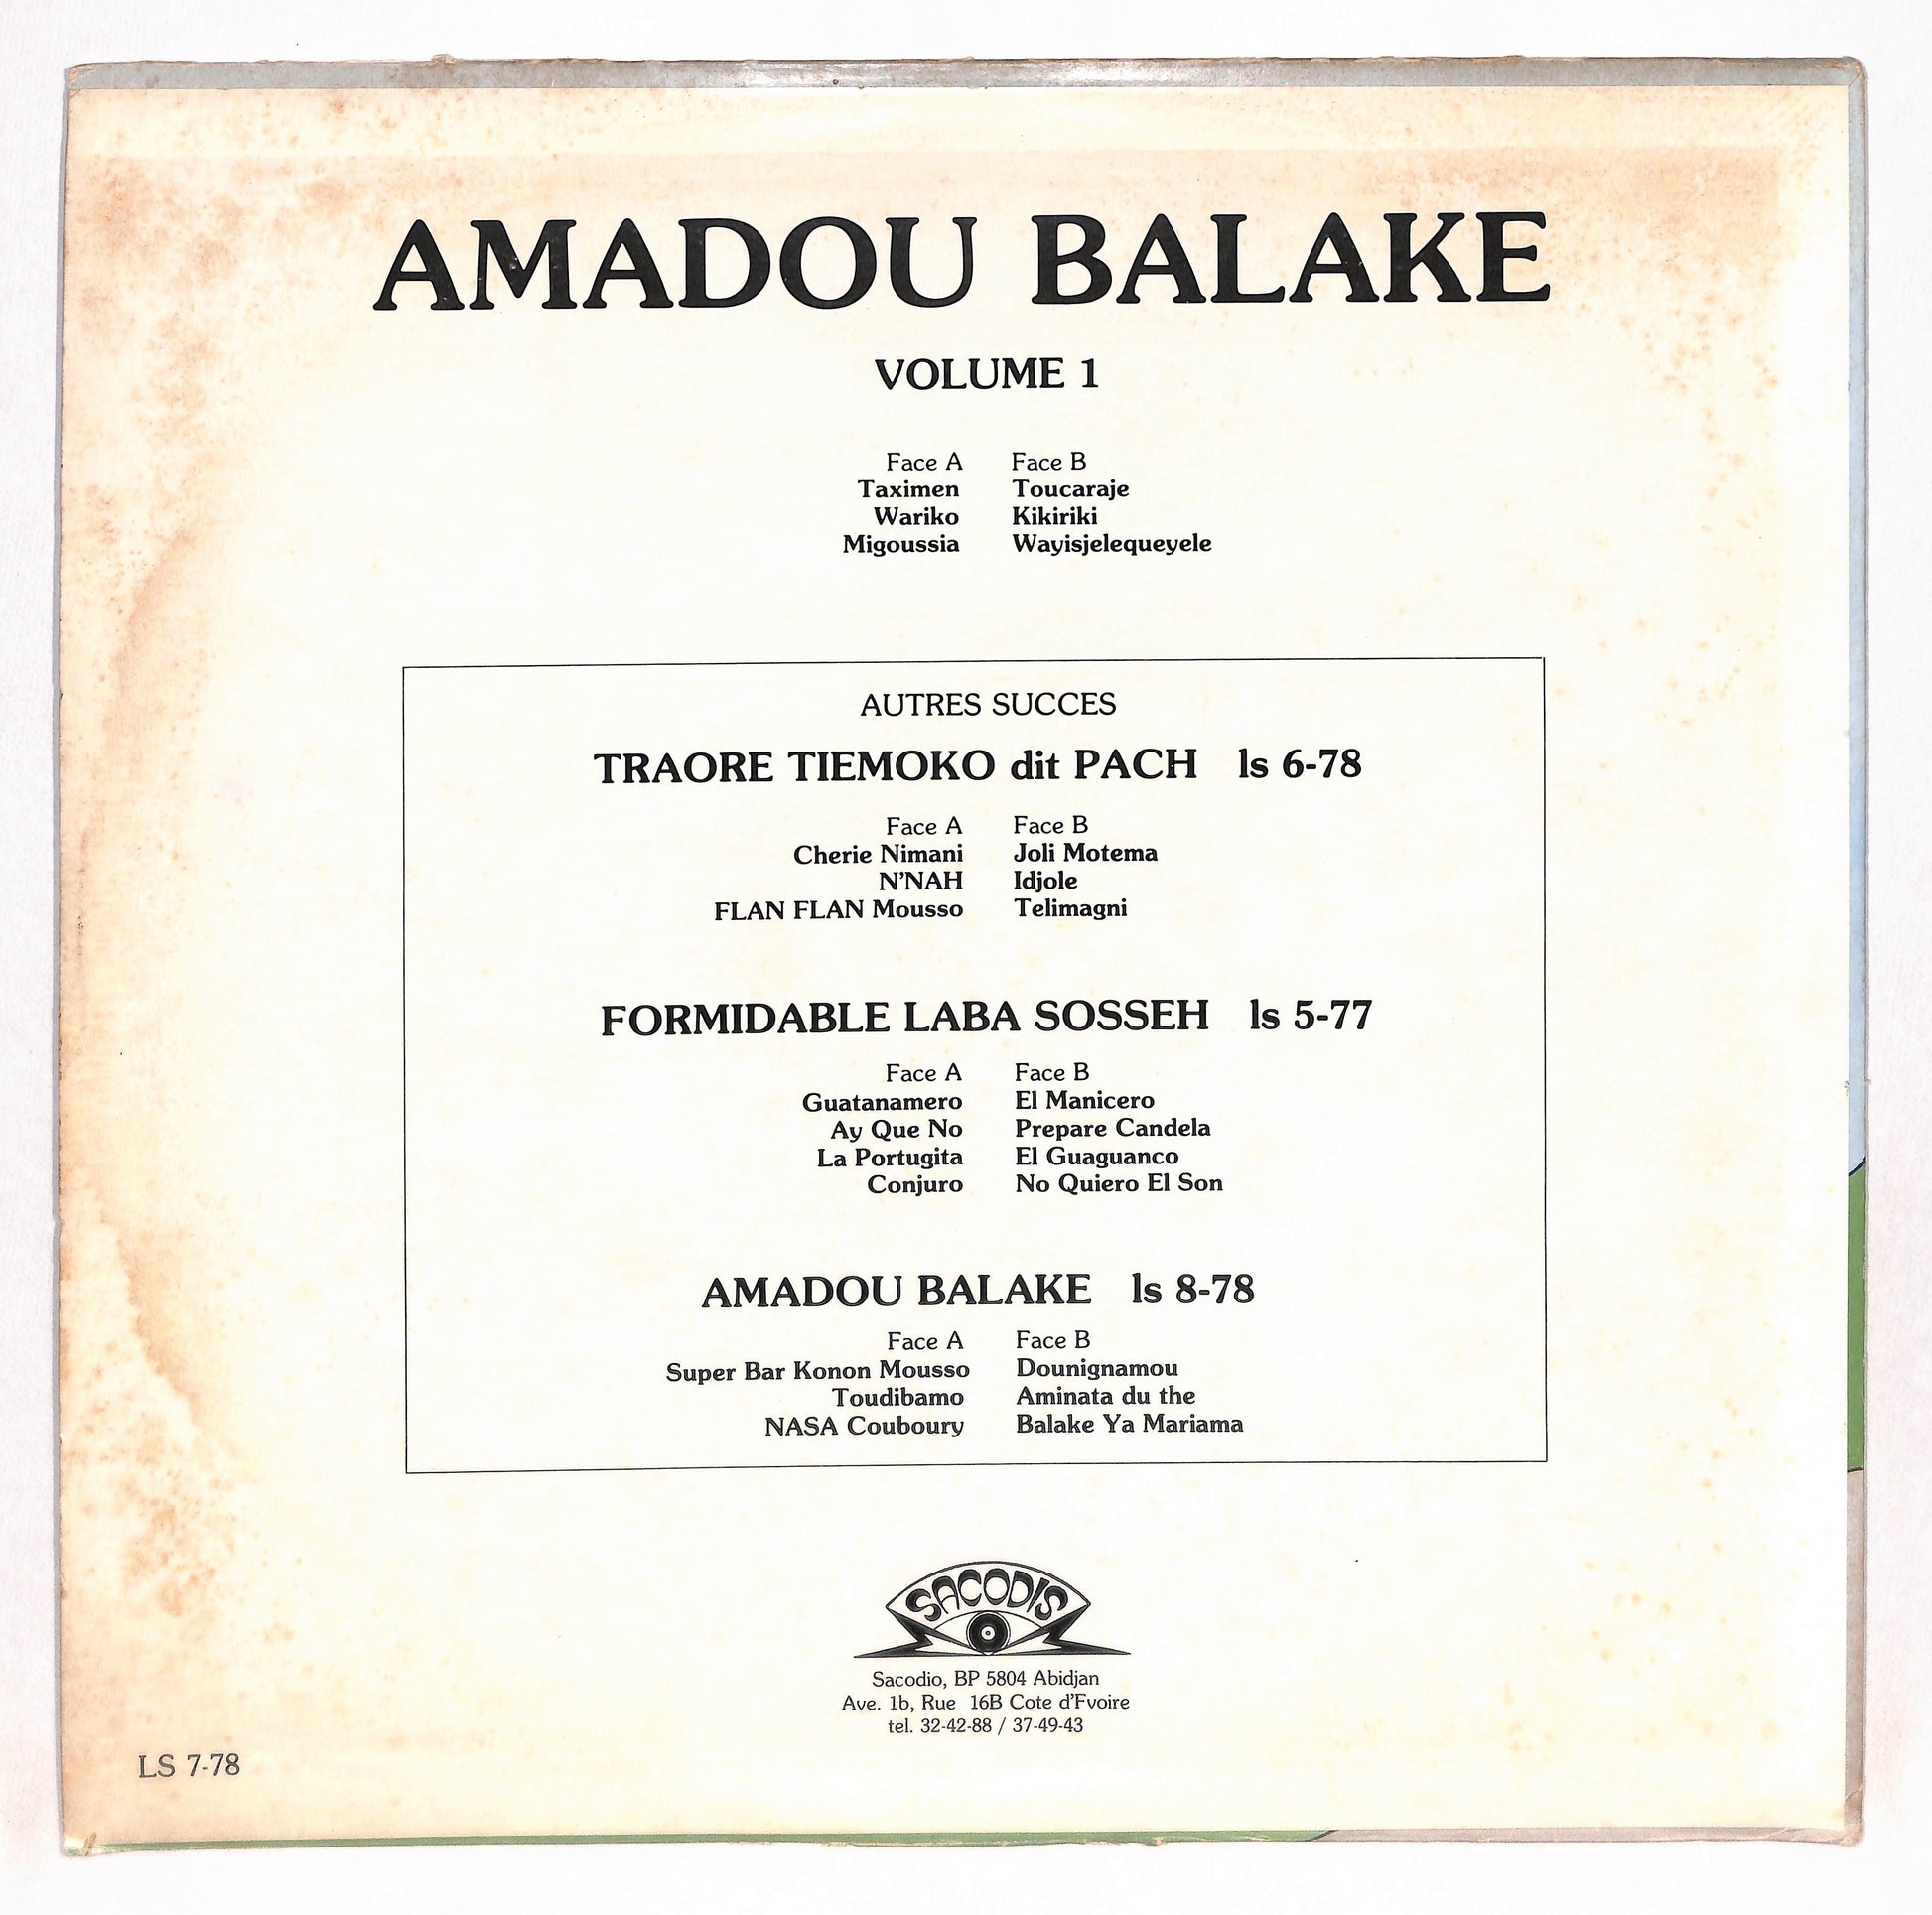 AMADOU BALAKE
VOLUME 1
Face A Face B
Taximen Toucaraje
Wariko Kikiriki
Migoussia Wayisjelequeyele
AUTRES SUCCES
TRAORE TIEMOKO dit PACH ls 6-78
Face A Face B
Cherie Nimani Joli Motema
N'NAH Idjole
FLAN FLAN Mousso Telimagni
FORMIDABLE LABA SOSSEH ls 5-77
Face A Face B
Guatanamero El Manicero
Ay Que No Prepare Candela
La Portugita El Guaguanco
Conjuro No Quiero El Son
AMADOU BALAKE ls 8-78
Face A Face B
Super Bar Konon Mousso Dounignamou
Toudibamo Aminata du the
NASA Couboury Balake Ya Mariama
SACODIS
Sacodio, BP 5804 Abidjan
Ave. 1b, Rue 16B Cote d'Fvoire
tel. 32-42-88 / 37-49-43
LS 7-78